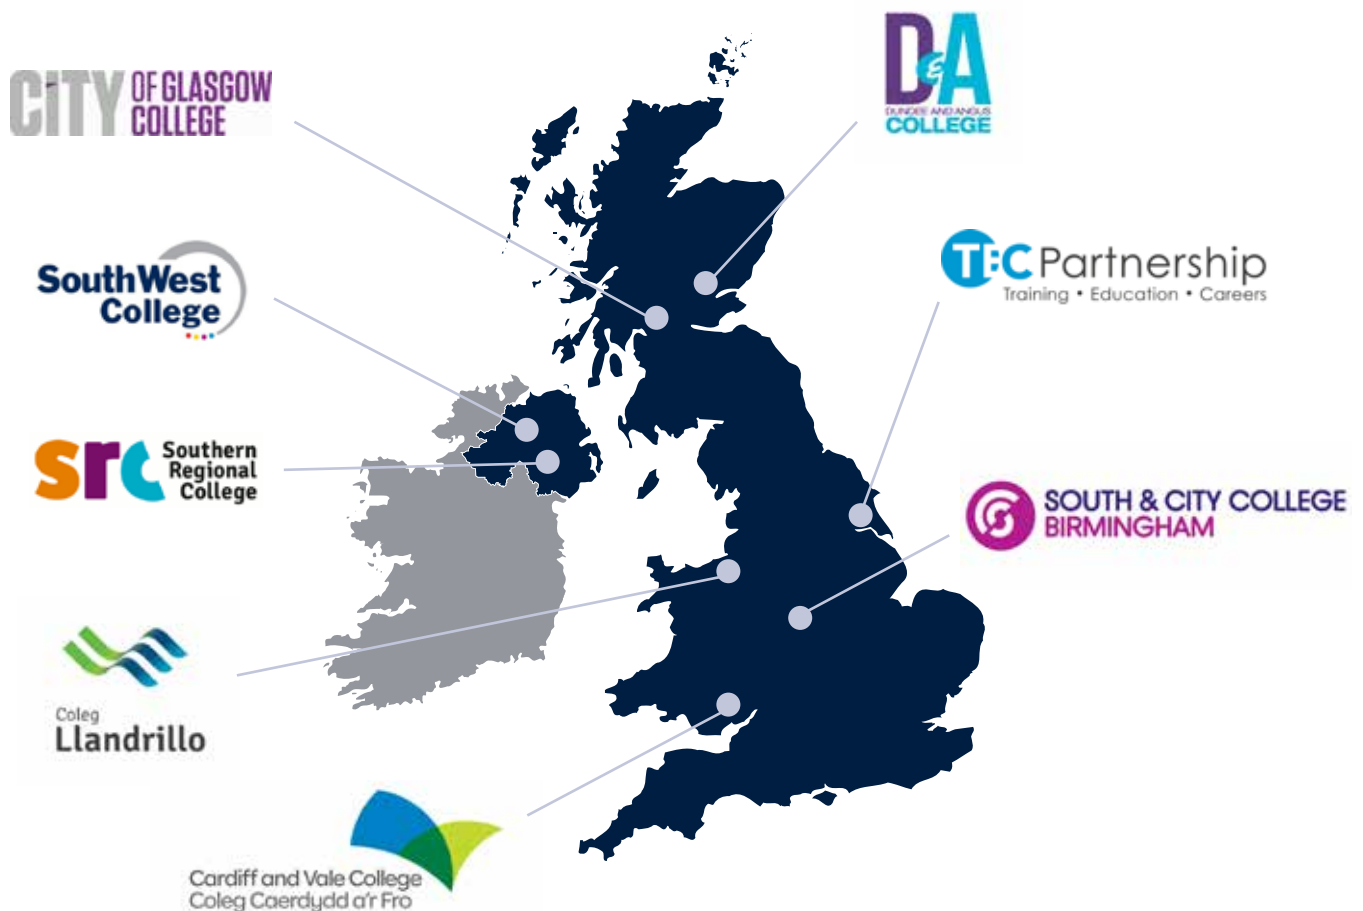 CiTY OF GLASGOW
COLLEGE
D&A
DUNDEE AND ANGUS
COLLEGE
SouthWest
College
TEC Partnership
Training • Education • Careers
src Southern
Regional
College
SOUTH & CITY COLLEGE
BIRMINGHAM
Coleg
Llandrillo
Cardiff and Vale College
Coleg Caerdydd a'r Fro